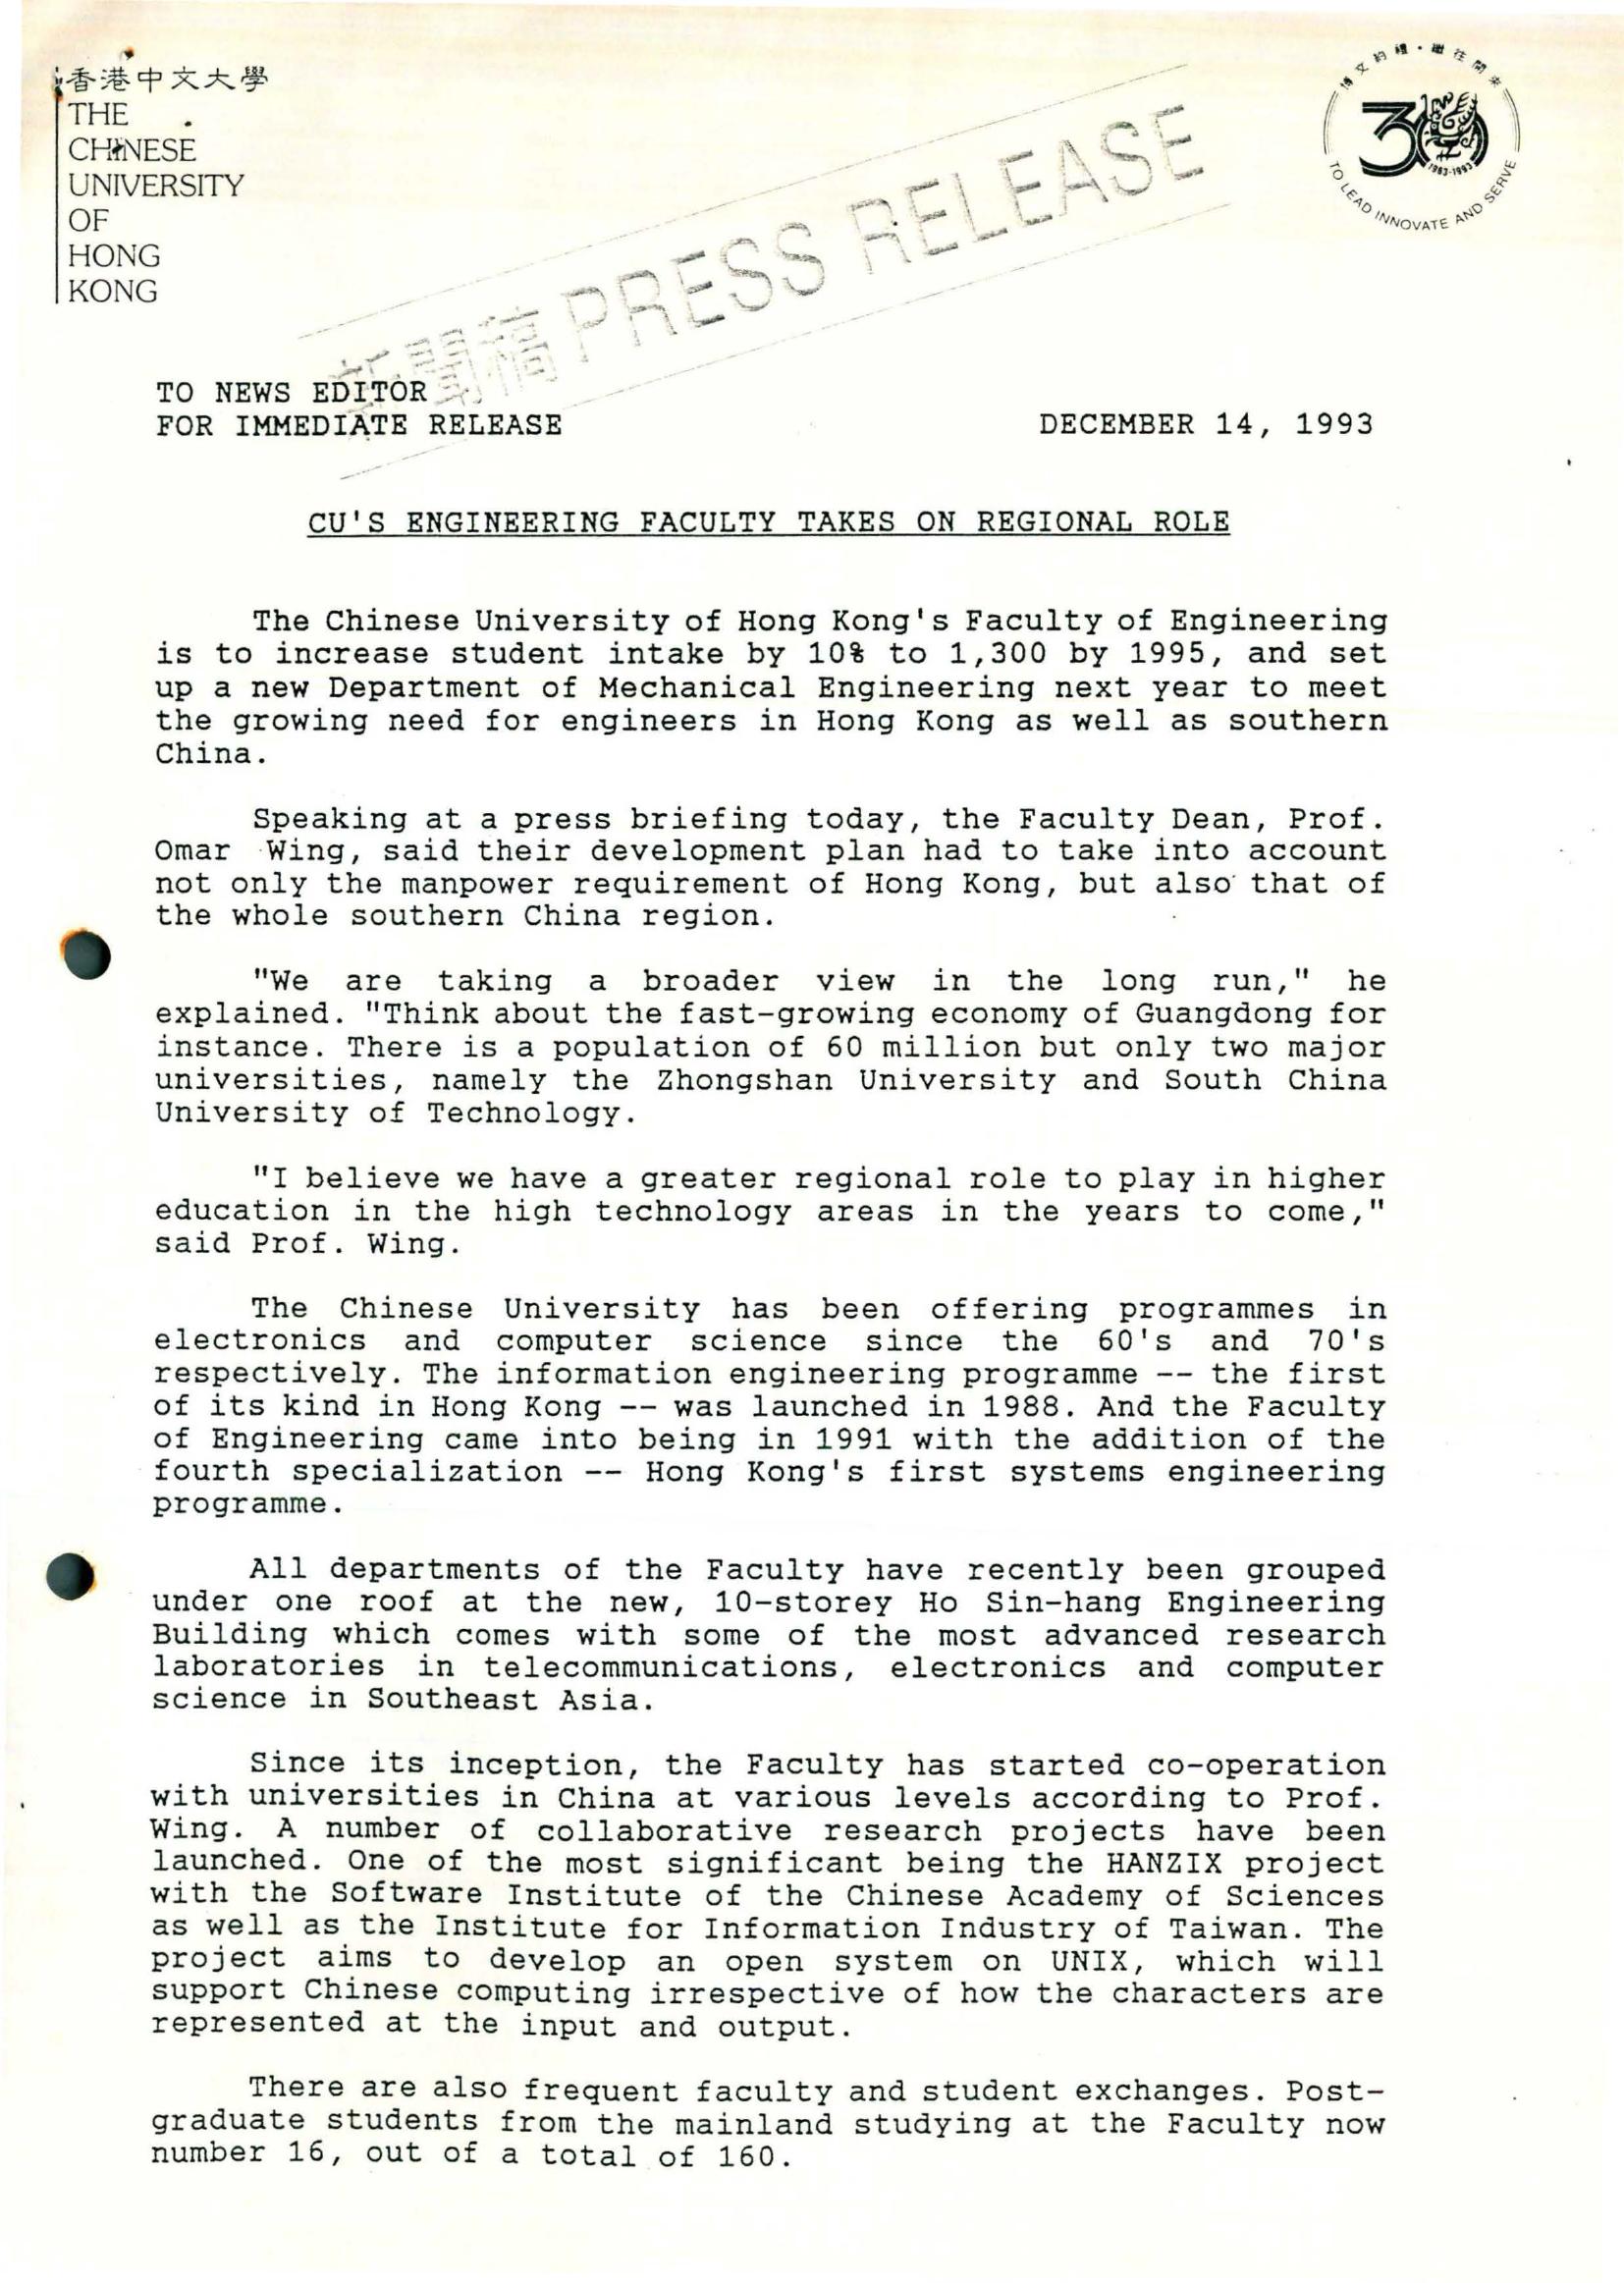 香港中文大學
THE
CHINESE
UNIVERSITY
OF
HONG
KONG
博文約禮·繼往開來
30
1963-1993
TO LEAD INNOVATE AND SERVE
新聞稿 PRESS RELEASE
TO NEWS EDITOR
FOR IMMEDIATE RELEASE DECEMBER 14, 1993
CU'S ENGINEERING FACULTY TAKES ON REGIONAL ROLE
The Chinese University of Hong Kong's Faculty of Engineering
is to increase student intake by 10% to 1,300 by 1995, and set
up a new Department of Mechanical Engineering next year to meet
the growing need for engineers in Hong Kong as well as southern
China.
Speaking at a press briefing today, the Faculty Dean, Prof.
Omar Wing, said their development plan had to take into account
not only the manpower requirement of Hong Kong, but also that of
the whole southern China region.
"We are taking a broader view in the long run," he
explained. "Think about the fast-growing economy of Guangdong for
instance. There is a population of 60 million but only two major
universities, namely the Zhongshan University and South China
University of Technology.
"I believe we have a greater regional role to play in higher
education in the high technology areas in the years to come,"
said Prof. Wing.
The Chinese University has been offering programmes in
electronics and computer science since the 60's and 70's
respectively. The information engineering programme -- the first
of its kind in Hong Kong -- was launched in 1988. And the Faculty
of Engineering came into being in 1991 with the addition of the
fourth specialization -- Hong Kong's first systems engineering
programme.
All departments of the Faculty have recently been grouped
under one roof at the new, 10-storey Ho Sin-hang Engineering
Building which comes with some of the most advanced research
laboratories in telecommunications, electronics and computer
science in Southeast Asia.
Since its inception, the Faculty has started co-operation
with universities in China at various levels according to Prof.
Wing. A number of collaborative research projects have been
launched. One of the most significant being the HANZIX project
with the Software Institute of the Chinese Academy of Sciences
as well as the Institute for Information Industry of Taiwan. The
project aims to develop an open system on UNIX, which will
support Chinese computing irrespective of how the characters are
represented at the input and output.
There are also frequent faculty and student exchanges. Post-
graduate students from the mainland studying at the Faculty now
number 16, out of a total of 160.